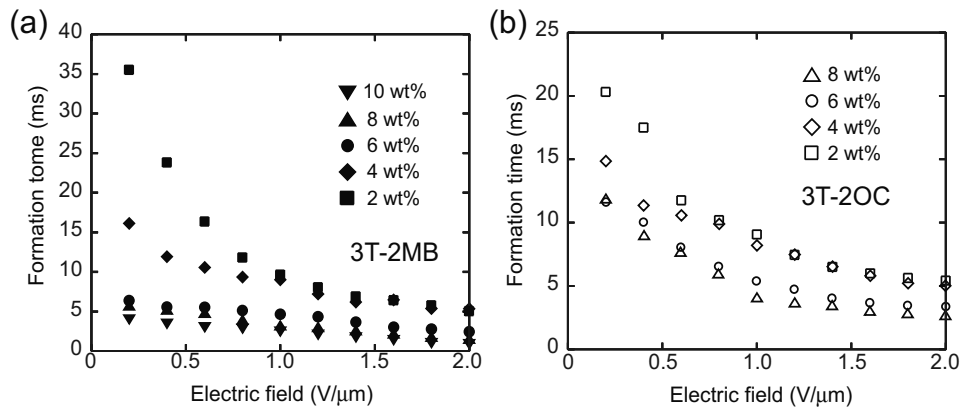 (a)
Formation tome (ms)
40
35
30
25
20
15
10
5
0
10 wt%
8 wt%
6 wt%
4 wt%
2 wt%
3T-2MB
0 0.5 1.0 1.5 2.0
Electric field (V/μm)
(b)
Formation time (ms)
25
20
15
10
5
0
8 wt%
6 wt%
4 wt%
2 wt%
3T-2OC
0 0.5 1.0 1.5 2.0
Electric field (V/μm)